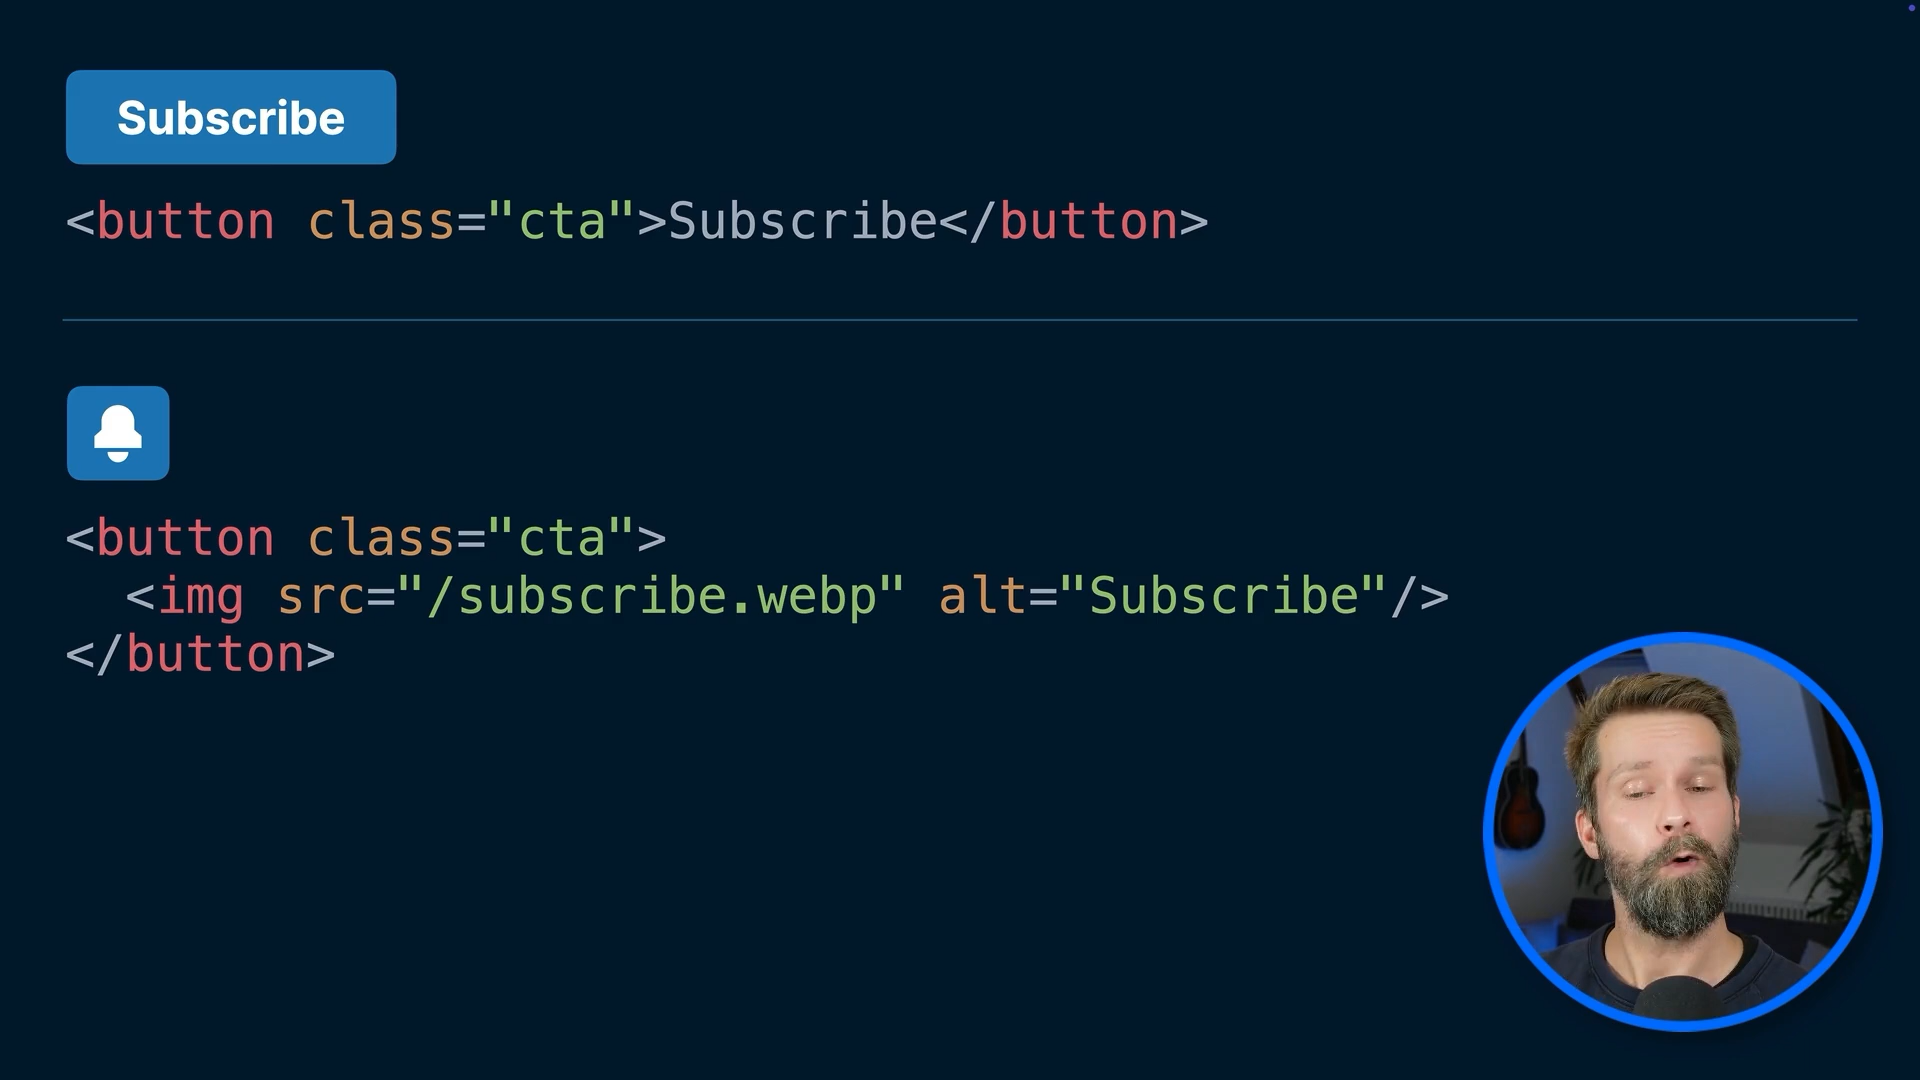 Subscribe
<button class="cta">Subscribe</button>
<button class="cta">
<img src="/subscribe.webp" alt="Subscribe"/>
</button>